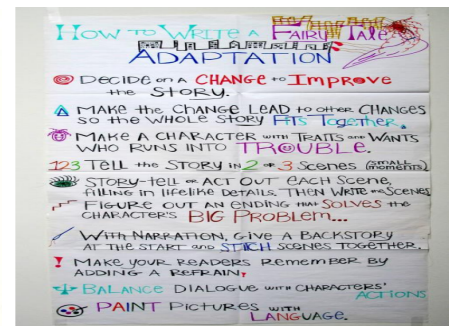 How to Write a Fairy Tale
ADAPTATION
DECIDE on a CHANGE to IMPROVE
the STORY.
MAKE the CHANGE LEAD to other CHANGES
so the WHOLE STORY FITS TOGETHER.
MAKE A CHARACTER with TRAITS and WANTS
WHO RUNS INTO TROUBLE.
123 TELL the STORY in 2 or 3 Scenes (small moments)
STORY-tell or ACT OUT each Scene,
filling in lifelike Details. Then Write the Scenes
FIGURE OUT AN ENDING that SOLVES the
CHARACTER'S BIG PROBLEM...
With NARRATION, GIVE A BACKSTORY
AT THE START and STITCH SCENES TOGETHER.
! MAKE YOUR READERS REMEMBER BY
ADDING A REFRAIN,
BALANCE DIALOGUE with CHARACTERS'
ACTIONS
PAINT PICTURES with
LANGUAGE.